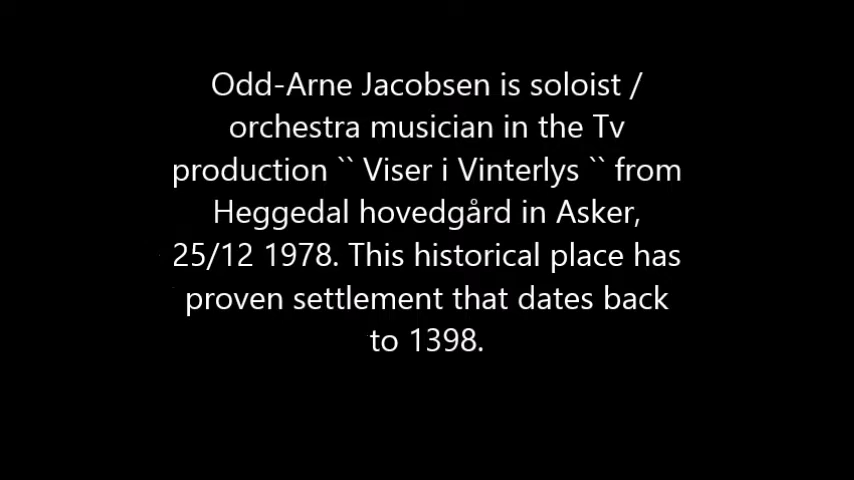 Odd-Arne Jacobsen is soloist /
orchestra musician in the Tv
production `` Viser i Vinterlys `` from
Heggedal hovedgård in Asker,
25/12 1978. This historical place has
proven settlement that dates back
to 1398.